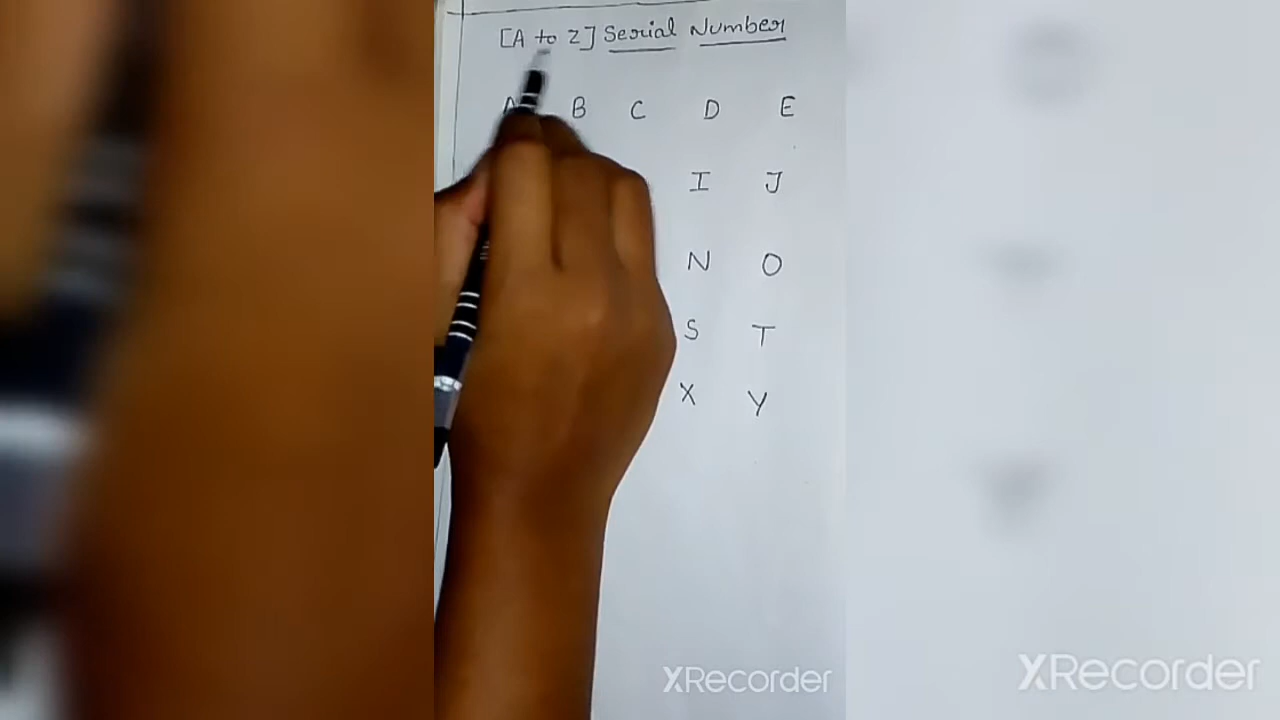 [A to Z] Serial Number
A B C D E
I J
N O
S T
X Y
XRecorder
XRecorder